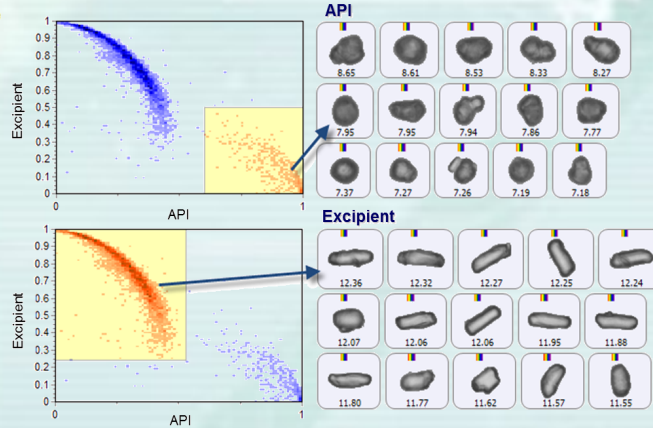 API
8.65 8.61 8.53 8.33 8.27
7.95 7.95 7.94 7.86 7.77
7.37 7.27 7.26 7.19 7.18
Excipient
1
0.9
0.8
0.7
0.6
0.5
0.4
0.3
0.2
0.1
0
0 1
API
Excipient
12.36 12.32 12.27 12.25 12.24
12.07 12.06 12.06 11.95 11.88
11.80 11.77 11.62 11.57 11.55
Excipient
1
0.9
0.8
0.7
0.6
0.5
0.4
0.3
0.2
0.1
0
0 1
API